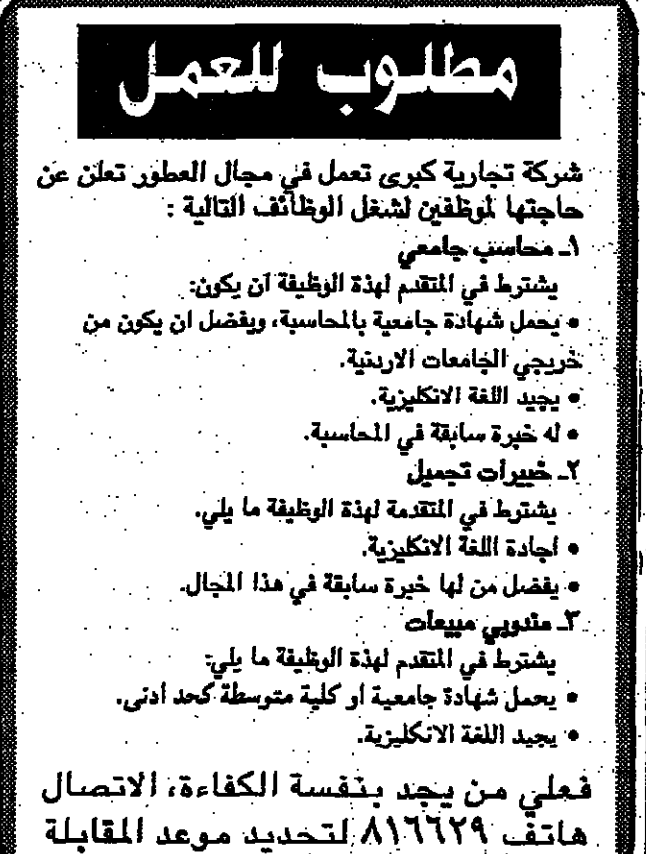 مطلوب للعمل
شركة تجارية كبرى تعمل في مجال العطور تعلن عن
حاجتها لموظفين لشغل الوظائف التالية :
١ـ محاسب جامعي
يشترط في المتقدم لهذة الوظيفة أن يكون:
• يحمل شهادة جامعية بالمحاسبة، ويفضل ان يكون من
خريجي الجامعات الاردنية.
• يجيد اللغة الانكليزية.
• له خبرة سابقة في المحاسبة.
٢ـ خبيرات تجميل
يشترط في المتقدمة لهذة الوظيفة ما يلي.
• اجادة اللغة الانكليزية.
• يفضل من لها خبرة سابقة في هذا المجال.
٣ـ مندوبي مبيعات
يشترط في المتقدم لهذة الوظيفة ما يلي:
• يحمل شهادة جامعية أو كلية متوسطة كحد أدنى.
• يجيد اللغة الانكليزية.
فعلي من يجد بنفسة الكفاءة، الاتصال
هاتف ٨١٦٦٢٩ لتحديد موعد المقابلة